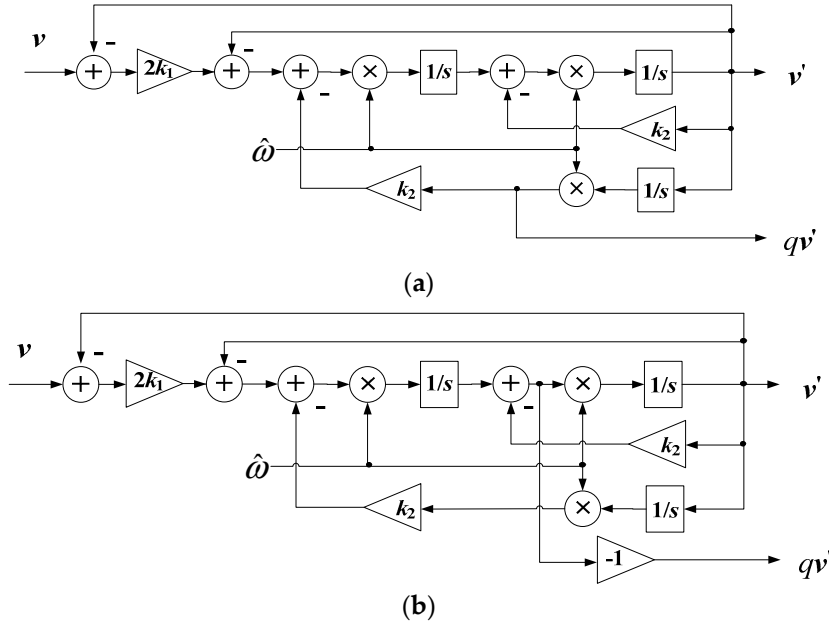 v
-
-
+
2k₁
+
+
×
1/s
+
×
1/s
v'
-
-
k₂
ω̂
k₂
×
1/s
qv'
(a)
v
-
-
+
2k₁
+
+
×
1/s
+
×
1/s
v'
-
-
k₂
ω̂
k₂
×
1/s
-1
qv'
(b)